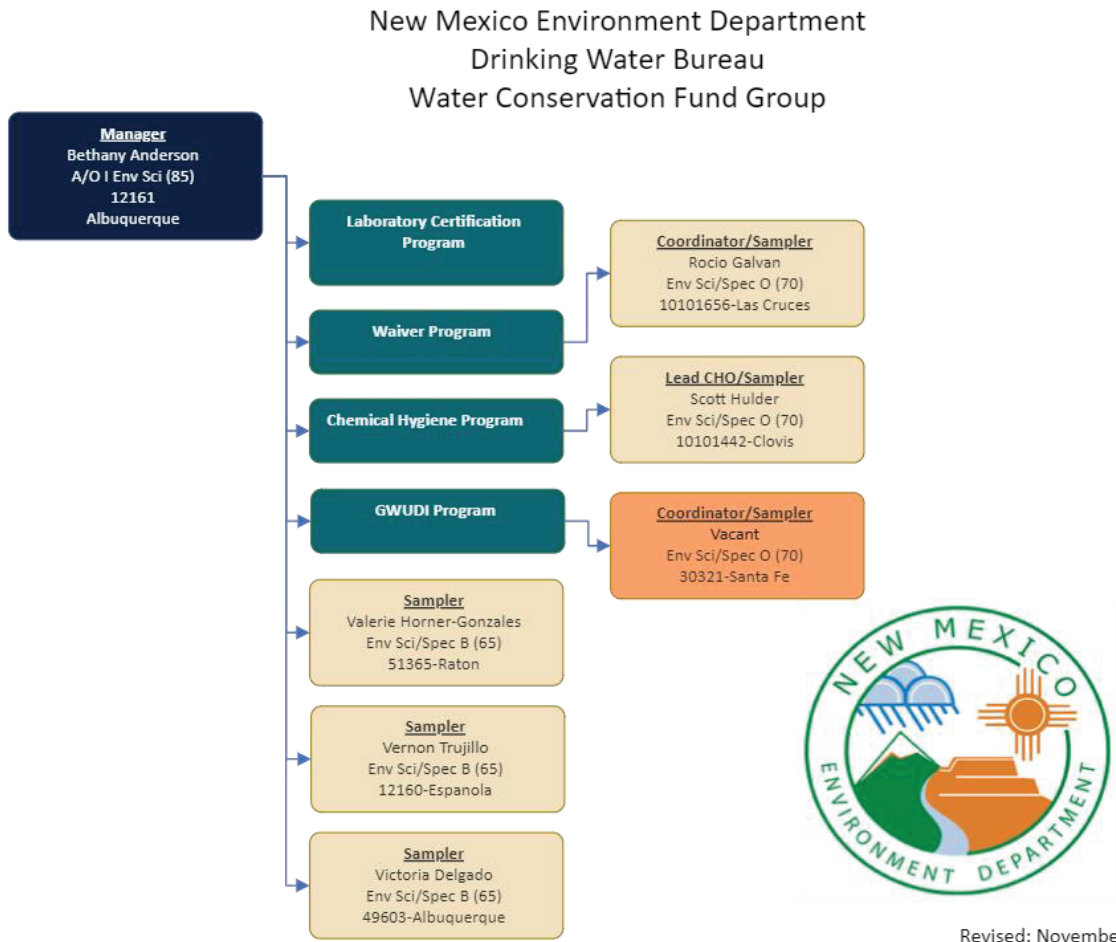 New Mexico Environment Department
Drinking Water Bureau
Water Conservation Fund Group
Manager
Bethany Anderson
A/O I Env Sci (85)
12161
Albuquerque
Laboratory Certification
Program
Waiver Program
Chemical Hygiene Program
GWUDI Program
Coordinator/Sampler
Rocio Galvan
Env Sci/Spec O (70)
10101656-Las Cruces
Lead CHO/Sampler
Scott Hulder
Env Sci/Spec O (70)
10101442-Clovis
Coordinator/Sampler
Vacant
Env Sci/Spec O (70)
30321-Santa Fe
Sampler
Valerie Horner-Gonzales
Env Sci/Spec B (65)
51365-Raton
Sampler
Vernon Trujillo
Env Sci/Spec B (65)
12160-Espanola
Sampler
Victoria Delgado
Env Sci/Spec B (65)
49603-Albuquerque
NEW MEXICO
ENVIRONMENT DEPARTMENT
Revised: Novembe